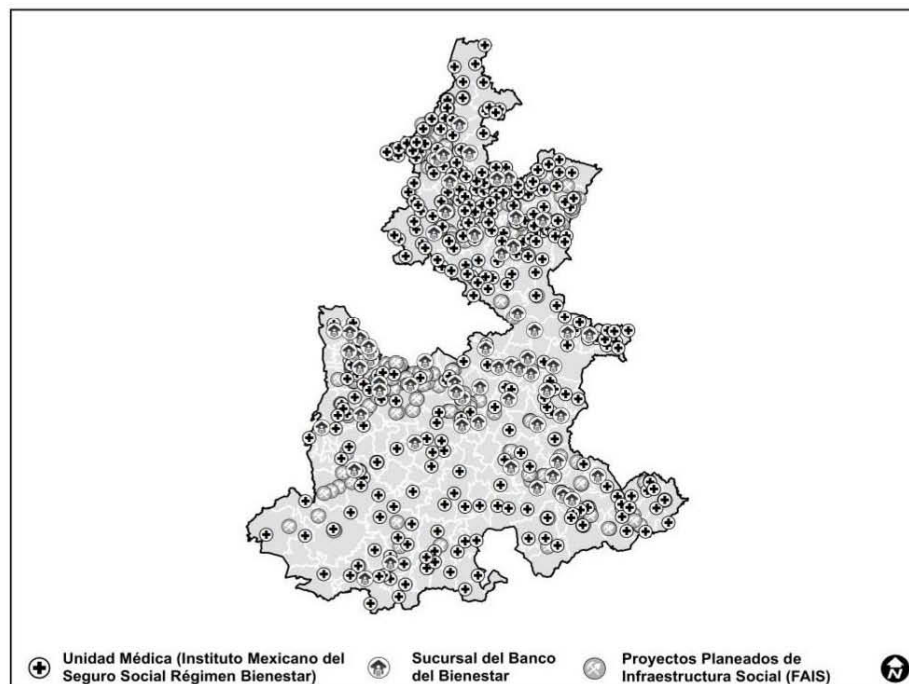 Unidad Médica (Instituto Mexicano del
Seguro Social Régimen Bienestar)
Sucursal del Banco
del Bienestar
Proyectos Planeados de
Infraestructura Social (FAIS)
N